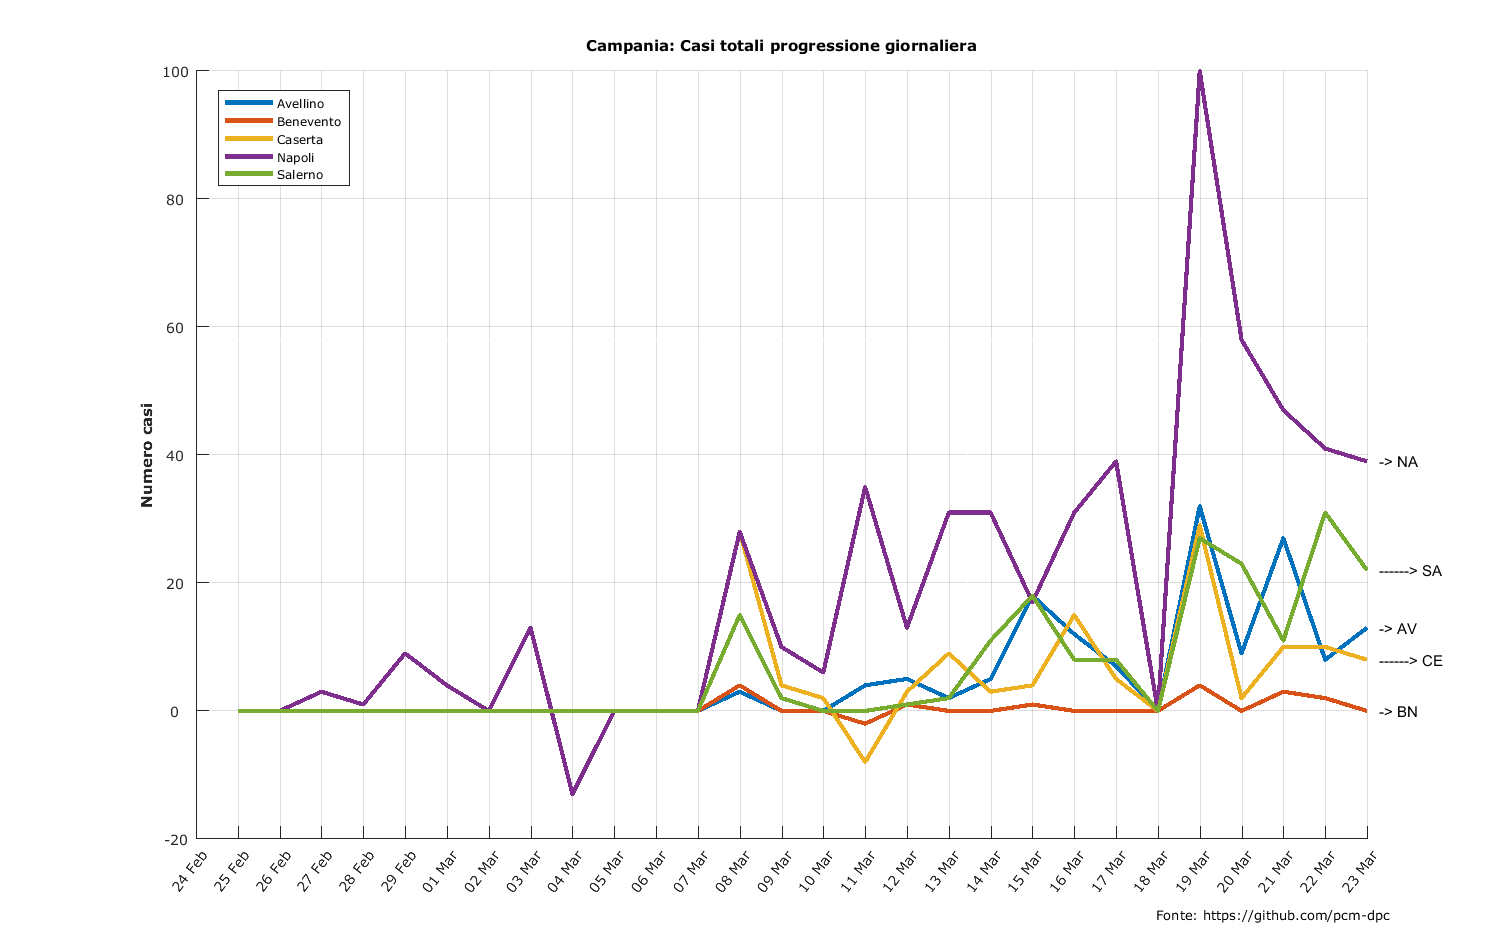 Campania: Casi totali progressione giornaliera
100
80
60
40
20
0
-20
Numero casi
Avellino
Benevento
Caserta
Napoli
Salerno
-> NA
------> SA
-> AV
------> CE
-> BN
24 Feb
25 Feb
26 Feb
27 Feb
28 Feb
29 Feb
01 Mar
02 Mar
03 Mar
04 Mar
05 Mar
06 Mar
07 Mar
08 Mar
09 Mar
10 Mar
11 Mar
12 Mar
13 Mar
14 Mar
15 Mar
16 Mar
17 Mar
18 Mar
19 Mar
20 Mar
21 Mar
22 Mar
23 Mar
Fonte: https://github.com/pcm-dpc